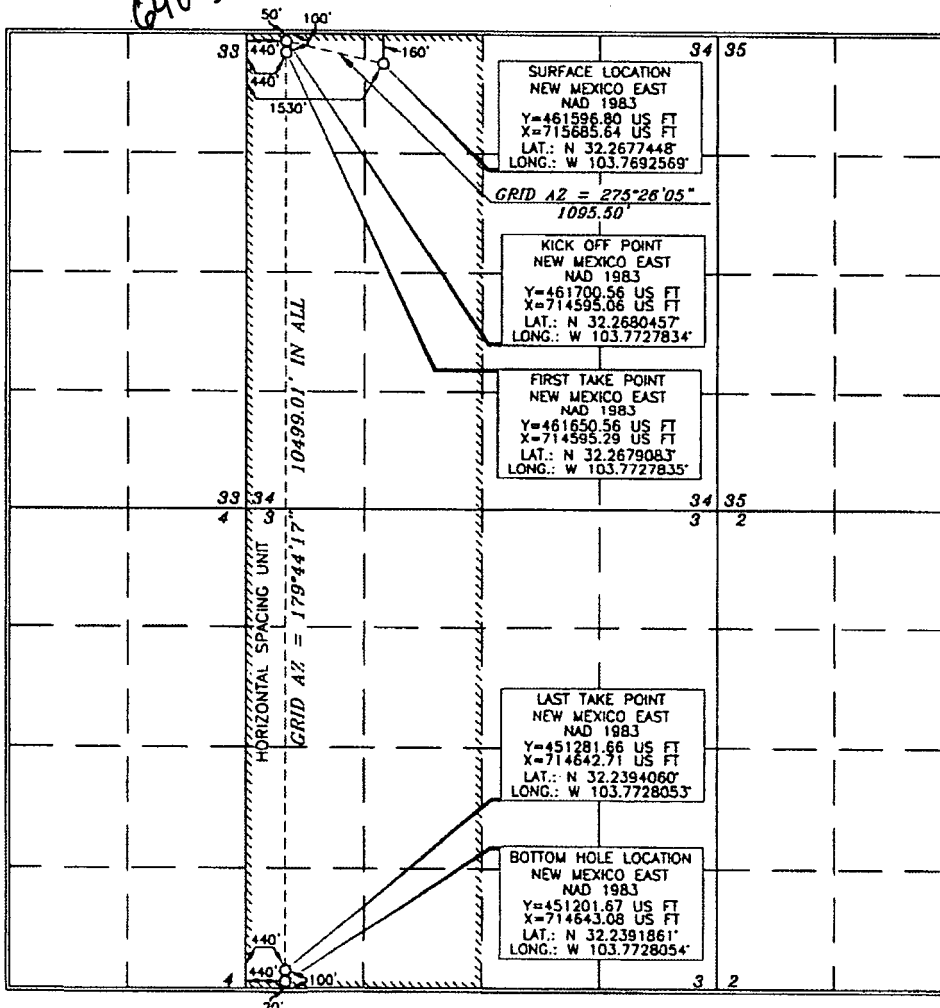 50'
100'
33
440'
160'
34 35
440'
1530'
SURFACE LOCATION
NEW MEXICO EAST
NAD 1983
Y=461596.80 US FT
X=715685.64 US FT
LAT.: N 32.2677448°
LONG.: W 103.7692569°
GRID AZ = 275°26'05"
1095.50'
KICK OFF POINT
NEW MEXICO EAST
NAD 1983
Y=461700.56 US FT
X=714595.06 US FT
LAT.: N 32.2680457°
LONG.: W 103.7727834°
FIRST TAKE POINT
NEW MEXICO EAST
NAD 1983
Y=461650.56 US FT
X=714595.29 US FT
LAT.: N 32.2679083°
LONG.: W 103.7727835°
10499.01' IN ALL
33 34
34 35
4 3
3 2
HORIZONTAL SPACING UNIT
GRID AZ = 179°44'17"
LAST TAKE POINT
NEW MEXICO EAST
NAD 1983
Y=451281.66 US FT
X=714642.71 US FT
LAT.: N 32.2394060°
LONG.: W 103.7728053°
BOTTOM HOLE LOCATION
NEW MEXICO EAST
NAD 1983
Y=451201.67 US FT
X=714643.08 US FT
LAT.: N 32.2391861°
LONG.: W 103.7728054°
440'
440'
4
100'
3 2
20'